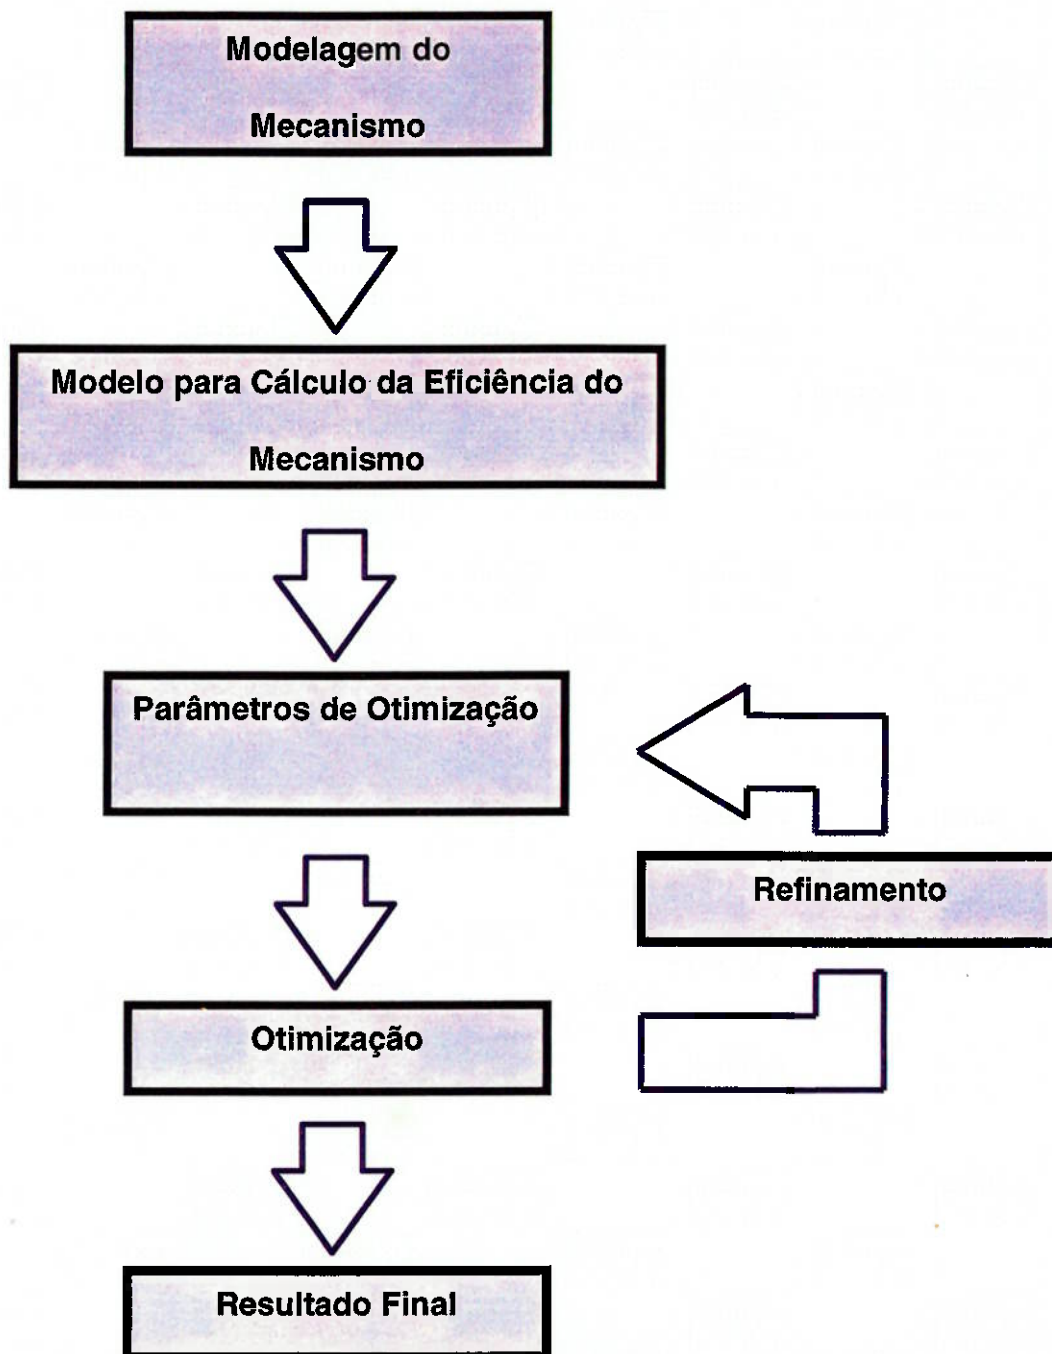 Modelagem do
Mecanismo
Modelo para Cálculo da Eficiência do
Mecanismo
Parâmetros de Otimização
Refinamento
Otimização
Resultado Final